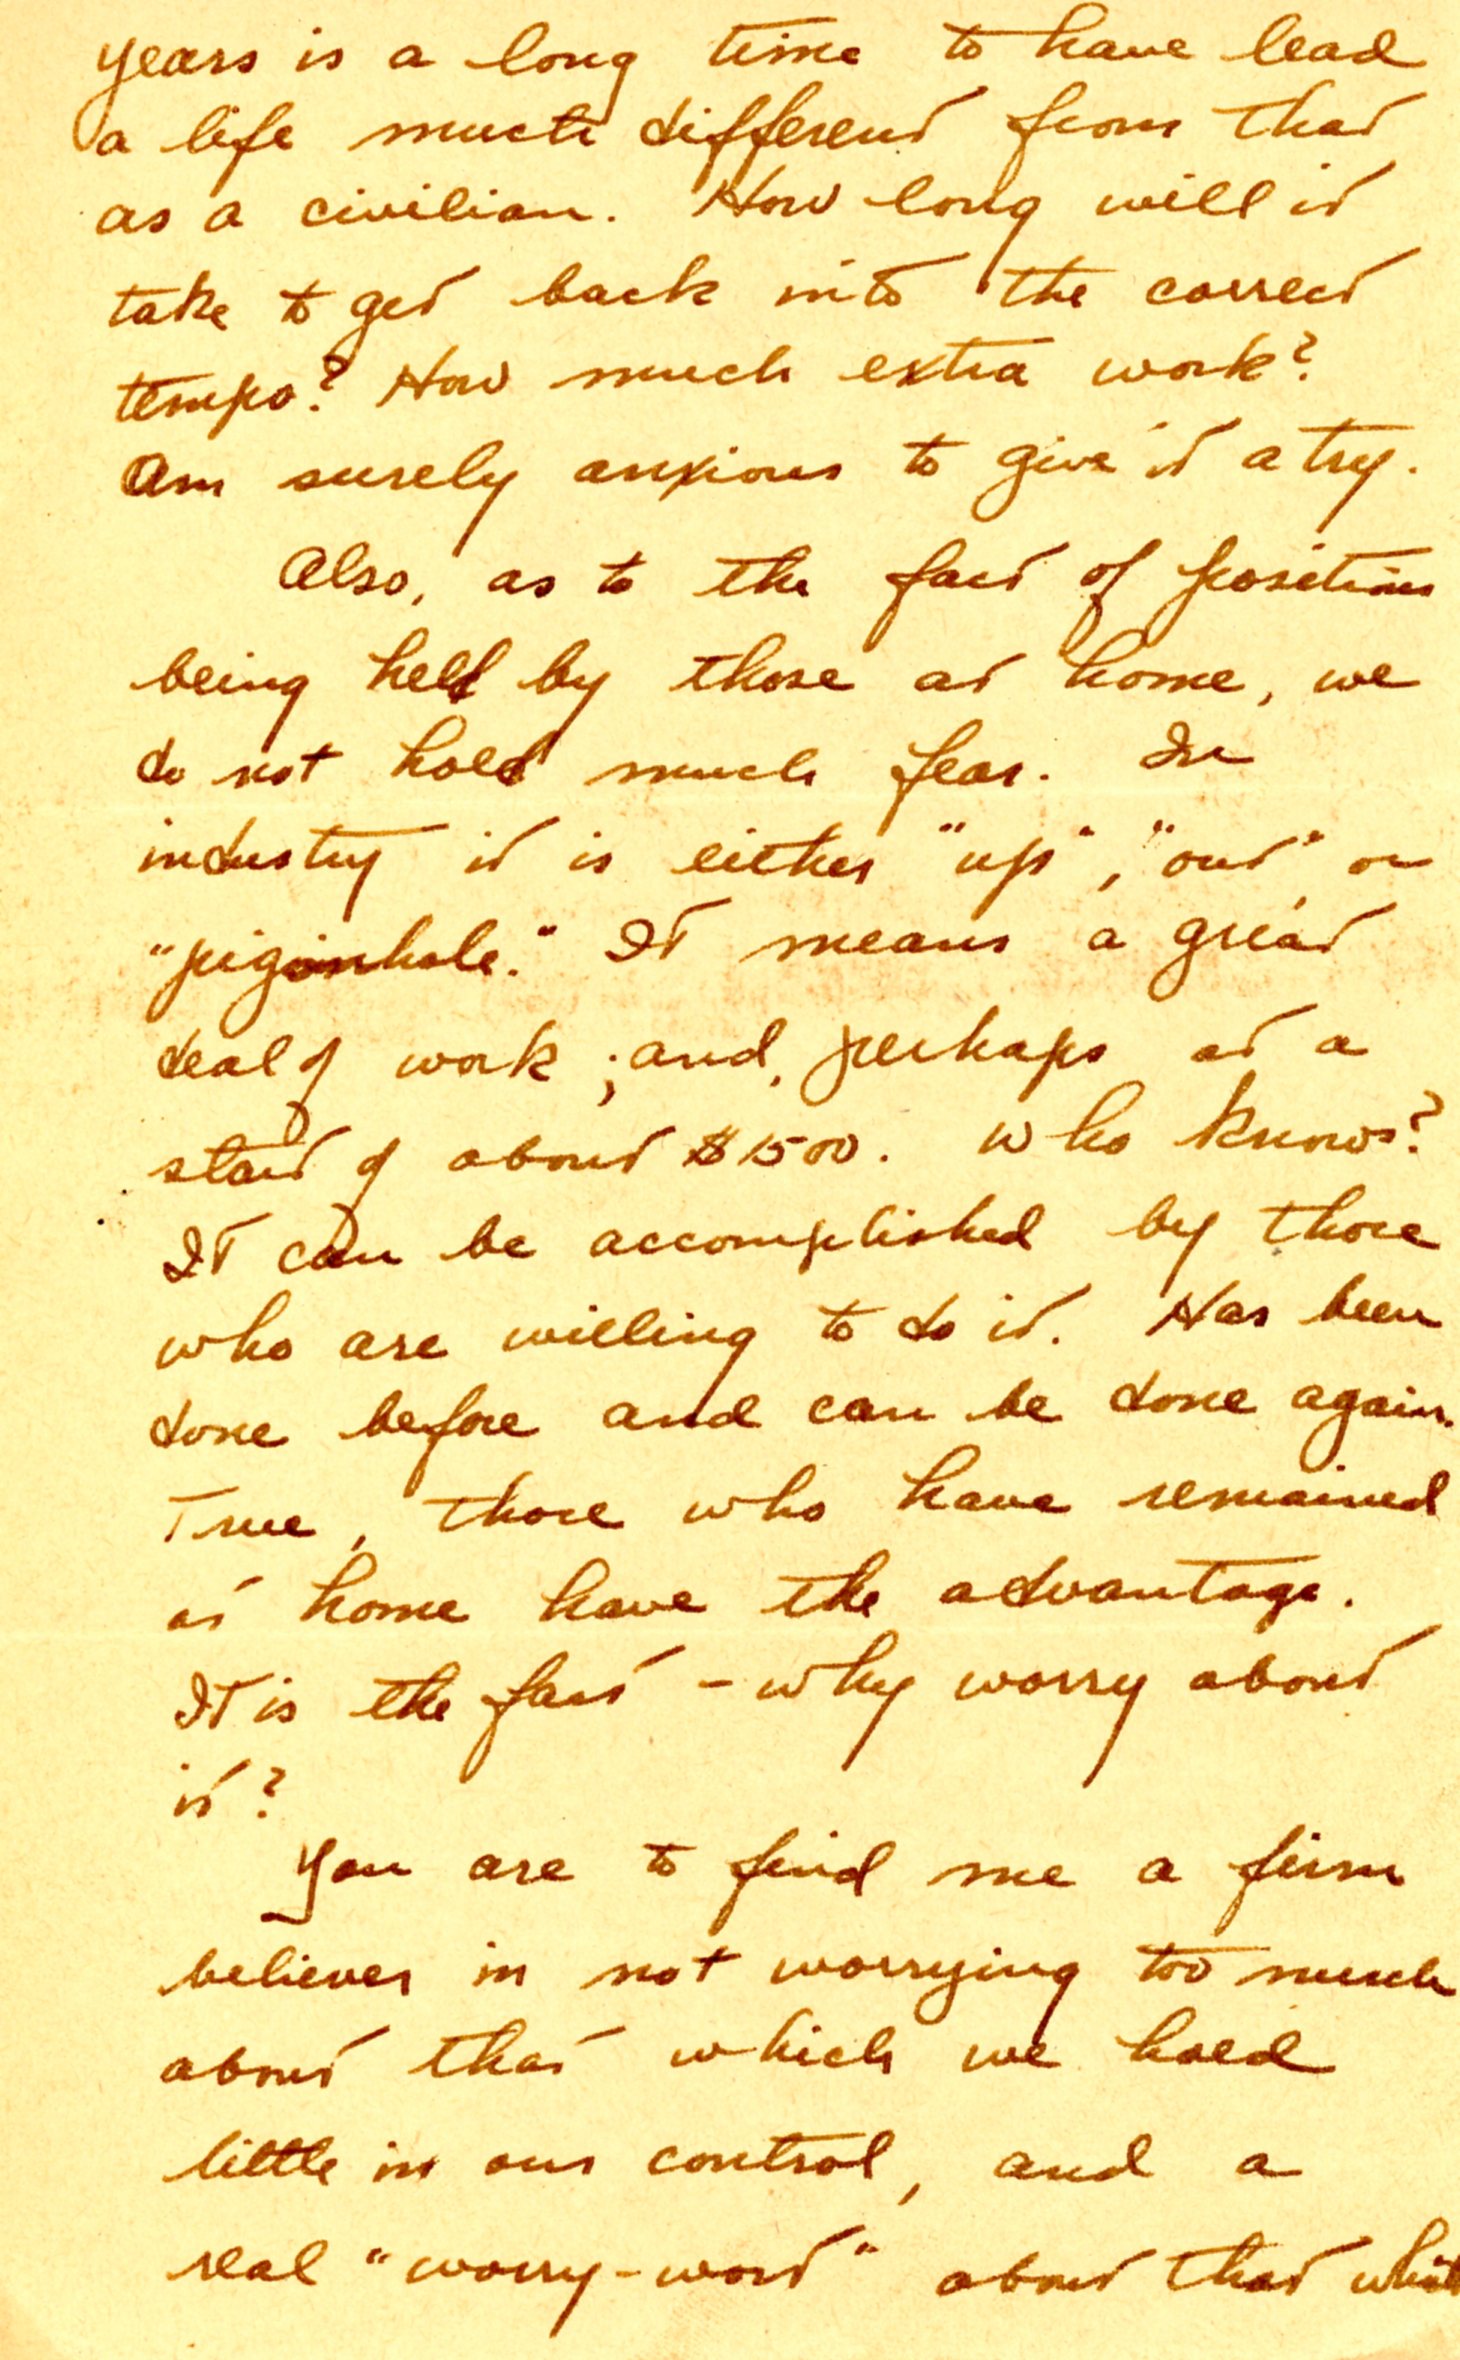 years is a long time to have lead
a life much different from that
as a civilian. How long will it
take to get back into the correct
tempo? How much extra work?
Am surely anxious to give it a try.
Also, as to the fact of positions
being held by those at home, we
do not hold much fear. In
industry it is either "up", "out" or
"pigoinhole." It means a great
deal of work; and, perhaps at a
start of about $1500. Who knows?
It can be accomplished by those
who are willing to do it. Has been
done before and can be done again.
True, those who have remained
at home have the advantage.
It is the fact - why worry about
it?
You are to find me a firm
believer in not worrying too much
about that which we hold
little in our control, and a
real "worry-wort" about that which